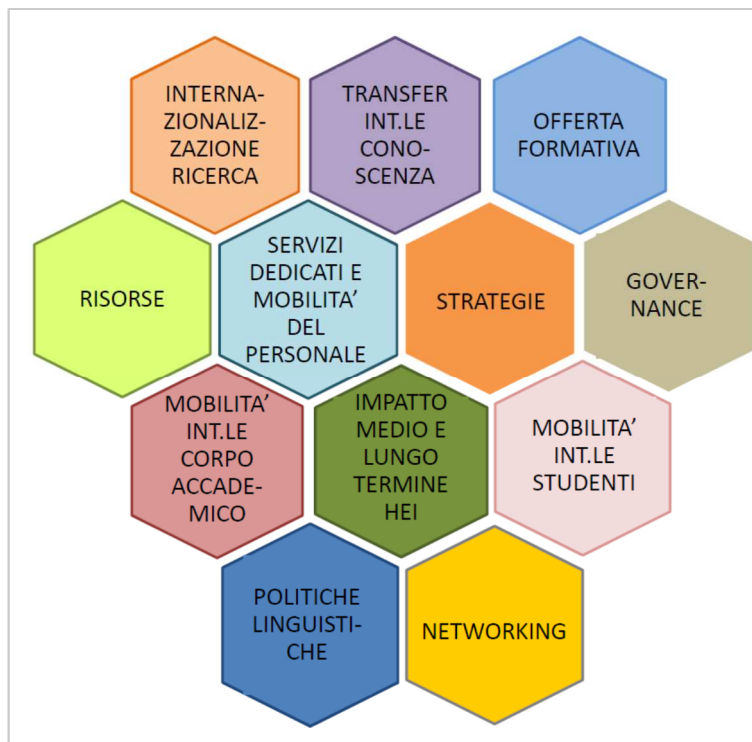 INTERNA-
ZIONALIZ-
ZAZIONE
RICERCA
TRANSFER
INT.LE
CONO-
SCENZA
OFFERTA
FORMATIVA
RISORSE
SERVIZI
DEDICATI E
MOBILITA’
DEL
PERSONALE
STRATEGIE
GOVER-
NANCE
MOBILITA’
INT.LE
CORPO
ACCADE-
MICO
IMPATTO
MEDIO E
LUNGO
TERMINE
HEI
MOBILITA’
INT.LE
STUDENTI
POLITICHE
LINGUISTI-
CHE
NETWORKING